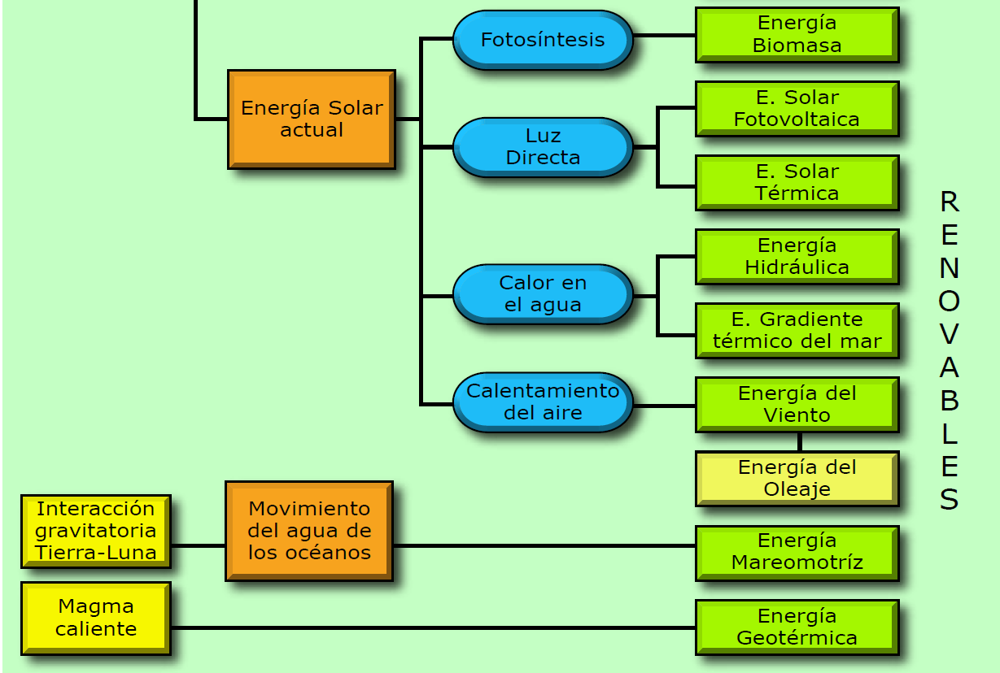 Fotosíntesis
Energía
Biomasa
Energía Solar
actual
Luz
Directa
E. Solar
Fotovoltaica
E. Solar
Térmica
Calor en
el agua
Energía
Hidráulica
E. Gradiente
térmico del mar
Calentamiento
del aire
Energía del
Viento
Energía del
Oleaje
Interacción
gravitatoria
Tierra-Luna
Movimiento
del agua de
los océanos
Energía
Mareomotríz
Magma
caliente
Energía
Geotérmica
RENOVABLES